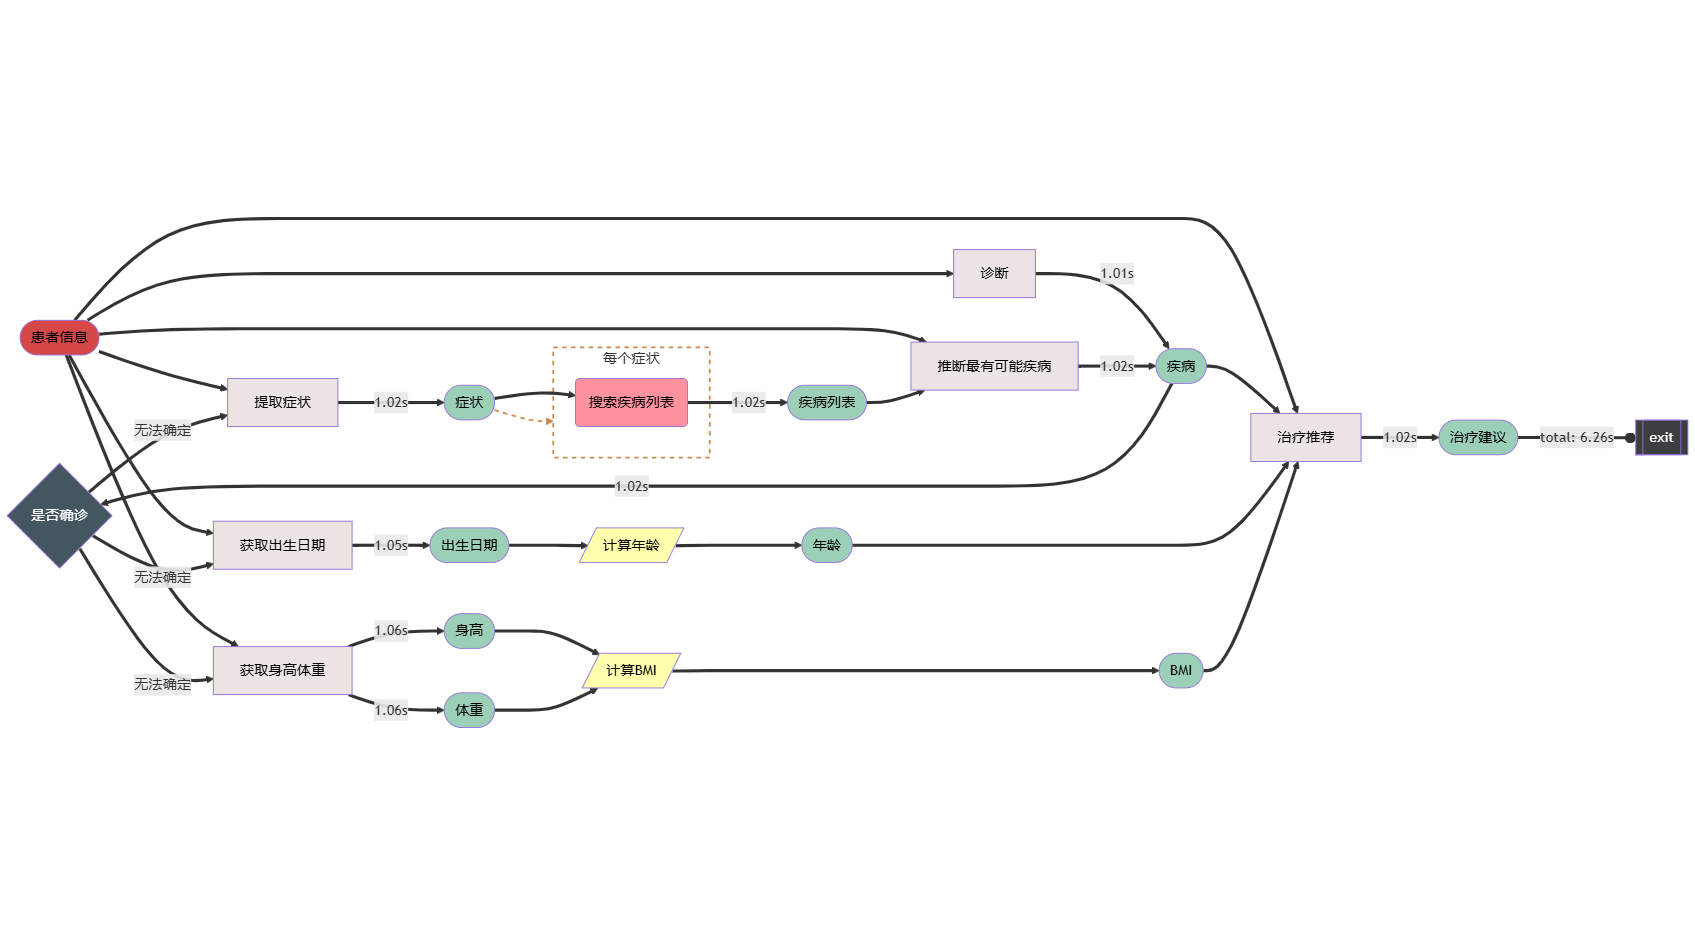 诊断
1.01s
患者信息
每个症状
推断最有可能疾病
1.02s
疾病
提取症状
1.02s
症状
搜索疾病列表
1.02s
疾病列表
无法确定
治疗推荐
1.02s
治疗建议
total: 6.26s
exit
1.02s
是否确诊
获取出生日期
1.05s
出生日期
计算年龄
年龄
无法确定
1.06s
身高
获取身高体重
计算BMI
BMI
无法确定
1.06s
体重